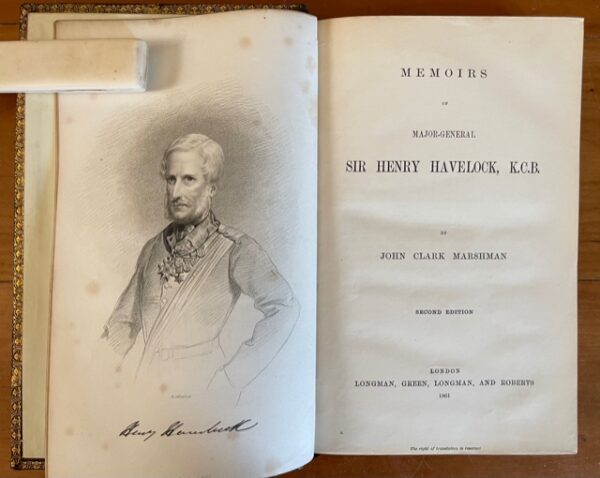 Henry Havelock
MEMOIRS
OF
MAJOR-GENERAL
SIR HENRY HAVELOCK, K.C.B.
BY
JOHN CLARK MARSHMAN
SECOND EDITION
LONDON
LONGMAN, GREEN, LONGMAN, AND ROBERTS
1861
The right of translation is reserved